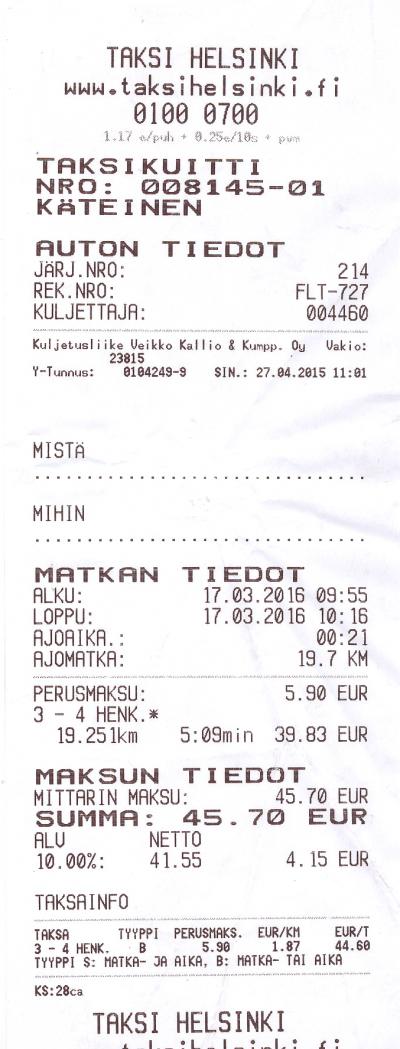 TAKSI HELSINKI
www.taksihelsinki.fi
0100 0700
1.17 e/puh + 0.25e/10s + pvm
TAKSIKUITTI
NRO: 008145-01
KÄTEINEN
AUTON TIEDOT
JÄRJ.NRO: 214
REK.NRO: FLT-727
KULJETTAJA: 004460
Kuljetusliike Veikko Kallio & Kumpp. Oy Vakio:
23815
Y-Tunnus: 0104249-9 SIN.: 27.04.2015 11:01
MISTÄ
................................
MIHIN
................................
MATKAN TIEDOT
ALKU: 17.03.2016 09:55
LOPPU: 17.03.2016 10:16
AJOAIKA.: 00:21
AJOMATKA: 19.7 KM
PERUSMAKSU: 5.90 EUR
3 - 4 HENK.*
19.251km 5:09min 39.83 EUR
MAKSUN TIEDOT
MITTARIN MAKSU: 45.70 EUR
SUMMA: 45.70 EUR
ALV NETTO
10.00%: 41.55 4.15 EUR
TAKSAINFO
TAKSA TYYPPI PERUSMAKS. EUR/KM EUR/T
3 - 4 HENK. B 5.90 1.87 44.60
TYYPPI S: MATKA- JA AIKA, B: MATKA- TAI AIKA
KS:28ca
TAKSI HELSINKI